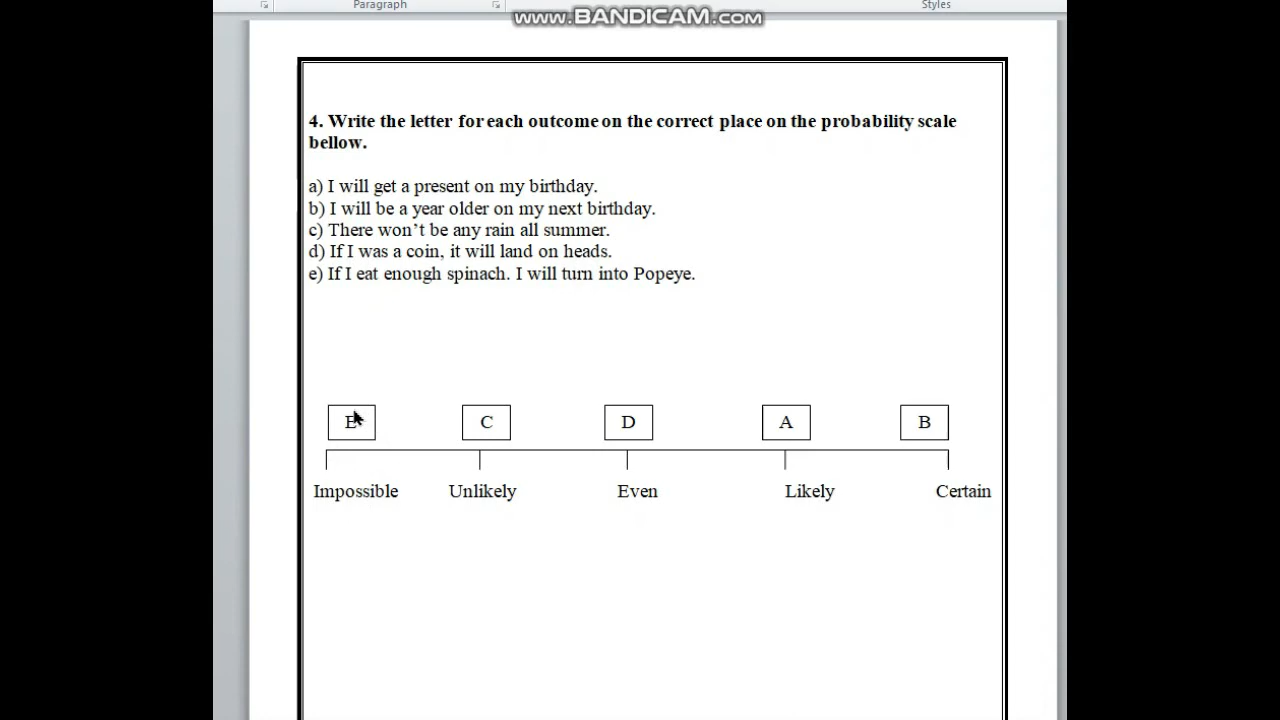 Paragraph
Styles
www.BANDICAM.com
4. Write the letter for each outcome on the correct place on the probability scale
bellow.
a) I will get a present on my birthday.
b) I will be a year older on my next birthday.
c) There won't be any rain all summer.
d) If I was a coin, it will land on heads.
e) If I eat enough spinach. I will turn into Popeye.
E C D A B
Impossible Unlikely Even Likely Certain